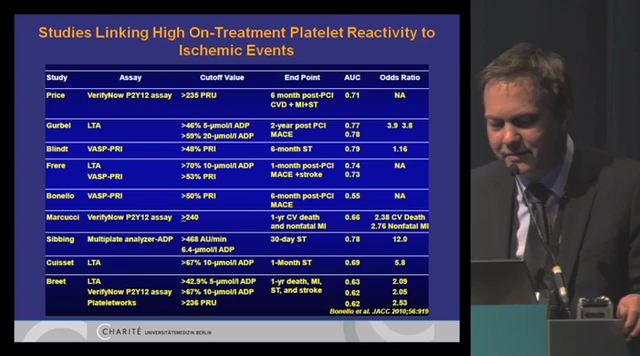 Studies Linking High On-Treatment Platelet Reactivity to
Ischemic Events
Study Assay Cutoff Value End Point AUC Odds Ratio
Price VerifyNow P2Y12 assay >235 PRU 6 month post-PCI 0.71 NA
CVD + MI+ST
Gurbel LTA >46% 5-µmol/l ADP 2-year post PCI 0.77 3.9 3.8
>59% 20-µmol/l ADP MACE 0.78
Blindt VASP-PRI >48% PRI 6-month ST 0.79 1.16
Frere LTA >70% 10-µmol/l ADP 1-month post-PCI 0.74 NA
VASP-PRI >53% PRI MACE +stroke 0.73
Bonello VASP-PRI >50% PRI 6-month post-PCI 0.55 NA
MACE
Marcucci VerifyNow P2Y12 assay ≥240 1-yr CV death 0.66 2.38 CV Death
and nonfatal MI 2.76 Nonfatal MI
Sibbing Multiplate analyzer-ADP >468 AU/min 30-day ST 0.78 12.0
6.4-µmol/l ADP
Cuisset LTA >67% 10-µmol/l ADP 1-Month ST 0.69 5.8
Breet LTA >42.9% 5-µmol/l ADP 1-yr death, MI, 0.63 2.09
VerifyNow P2Y12 assay >67% 10-µmol/l ADP ST, and stroke 0.62 2.05
Plateletworks >236 PRU 0.62 2.53
Bonello et al. JACC 2010;56:919
CHARITÉ UNIVERSITÄTSMEDIZIN BERLIN